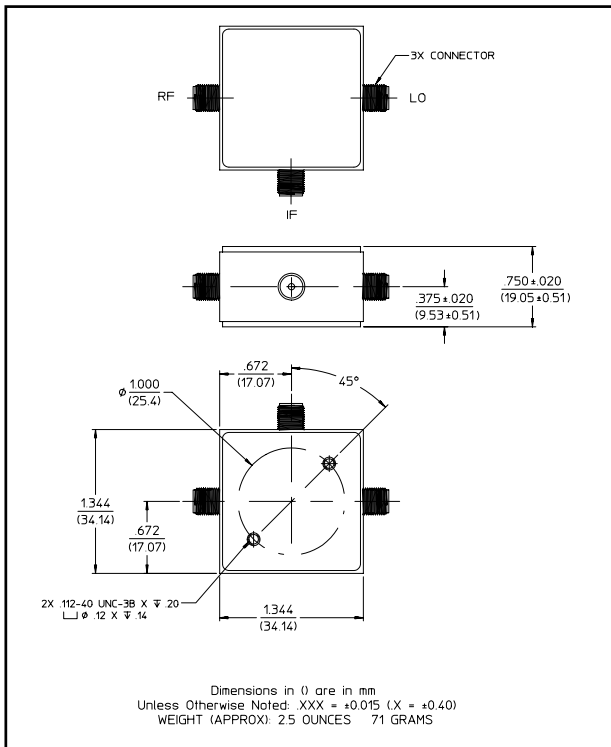 3X CONNECTOR
RF
LO
IF
.750 ±.020
(19.05 ±0.51)
.375 ±.020
(9.53 ±0.51)
.672
(17.07)
45°
ø 1.000
(25.4)
1.344
(34.14)
.672
(17.07)
2X .112-40 UNC-3B X ↧ .20
⌴ ø .12 X ↧ .14
1.344
(34.14)
Dimensions in () are in mm
Unless Otherwise Noted: .XXX = ±0.015 (.X = ±0.40)
WEIGHT (APPROX): 2.5 OUNCES 71 GRAMS